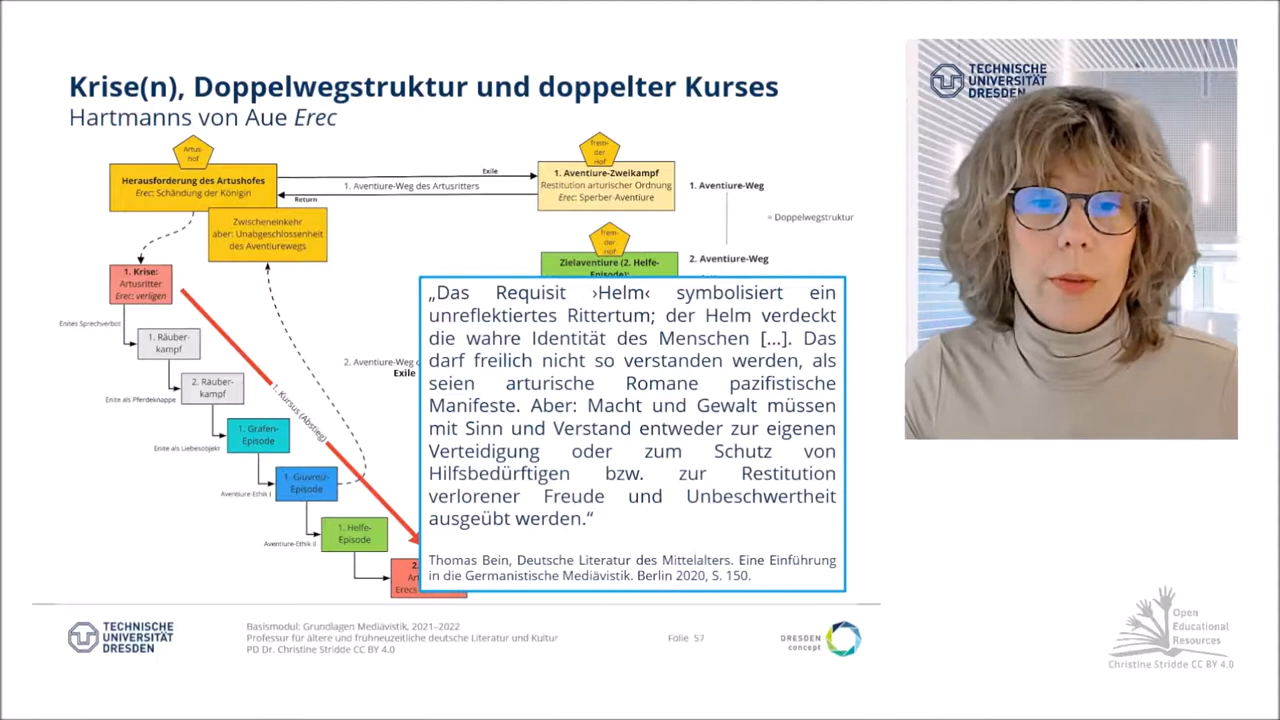 Krise(n), Doppelwegstruktur und doppelter Kurses
Hartmanns von Aue Erec
Artus-
hof
Herausforderung des Artushofes
Erec: Schändung der Königin
Zwischeneinkehr
aber: Unabgeschlossenheit
des Aventiurewegs
Exile
1. Aventiure-Weg des Artusritters
Return
frem-
der
Hof
1. Aventiure-Zweikampf
Restitution arturischer Ordnung
Erec: Sperber-Aventiure
1. Aventiure-Weg
= Doppelwegstruktur
2. Aventiure-Weg
frem-
der
Hof
Zielaventiure (2. Helfe-
Episode):
1. Krise:
Artusritter
Erec: verligen
Enites Sprechverbot
1. Räuber-
kampf
2. Räuber-
kampf
Enite als Pferdeknappe
1. Grafen-
Episode
Enite als Liebesobjekt
1. Giuvreiz-
Episode
Aventiure-Ethik I
1. Helfe-
Episode
Aventiure-Ethik II
2.
Art
Erecs
1. Kursus (Abstieg)
2. Aventiure-Weg
Exile
„Das Requisit ›Helm‹ symbolisiert ein
unreflektiertes Rittertum; der Helm verdeckt
die wahre Identität des Menschen [...]. Das
darf freilich nicht so verstanden werden, als
seien arturische Romane pazifistische
Manifeste. Aber: Macht und Gewalt müssen
mit Sinn und Verstand entweder zur eigenen
Verteidigung oder zum Schutz von
Hilfsbedürftigen bzw. zur Restitution
verlorener Freude und Unbeschwertheit
ausgeübt werden.“
Thomas Bein, Deutsche Literatur des Mittelalters. Eine Einführung
in die Germanistische Mediävistik. Berlin 2020, S. 150.
TECHNISCHE
UNIVERSITÄT
DRESDEN
Basismodul: Grundlagen Mediävistik, 2021–2022
Professur für ältere und frühneuzeitliche deutsche Literatur und Kultur
PD Dr. Christine Stridde CC BY 4.0
Folie 57
DRESDEN
concept
TECHNISCHE
UNIVERSITÄT
DRESDEN
Open
Educational
Resources
Christine Stridde CC BY 4.0